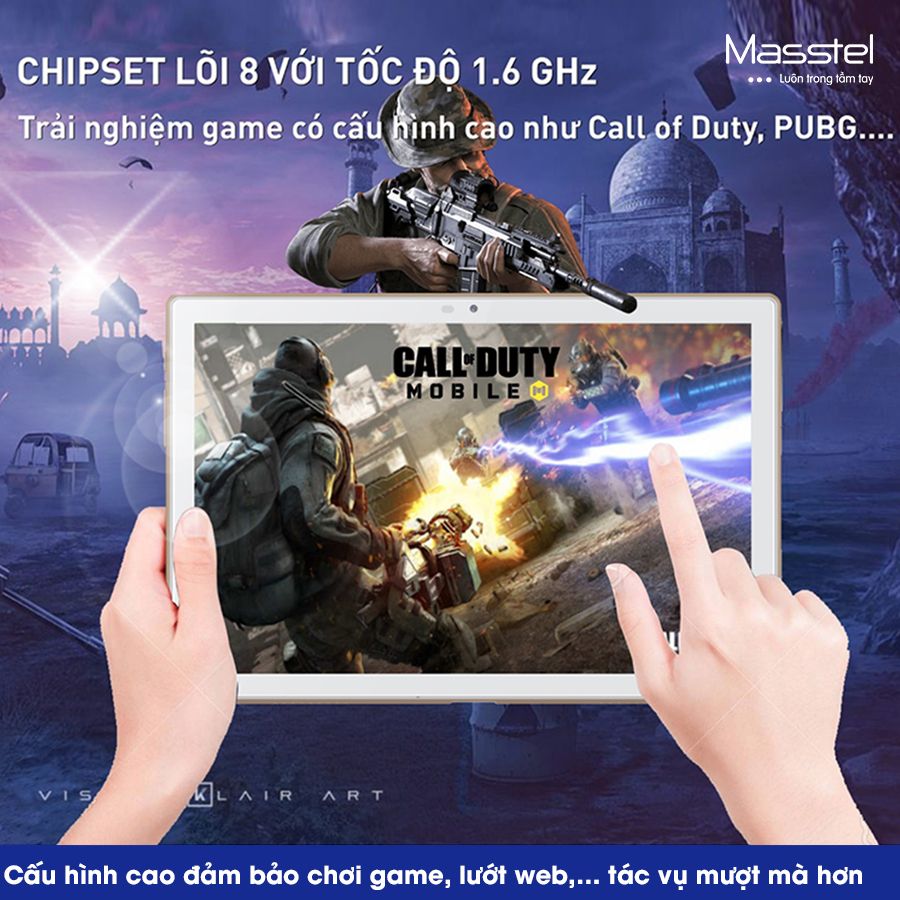 Masstel
Luôn trong tầm tay
CHIPSET LÕI 8 VỚI TỐC ĐỘ 1.6 GHz
Trải nghiệm game có cấu hình cao như Call of Duty, PUBG....
CALL OF DUTY
MOBILE
VIS
KLAIR ART
Cấu hình cao đảm bảo chơi game, lướt web,... tác vụ mượt mà hơn